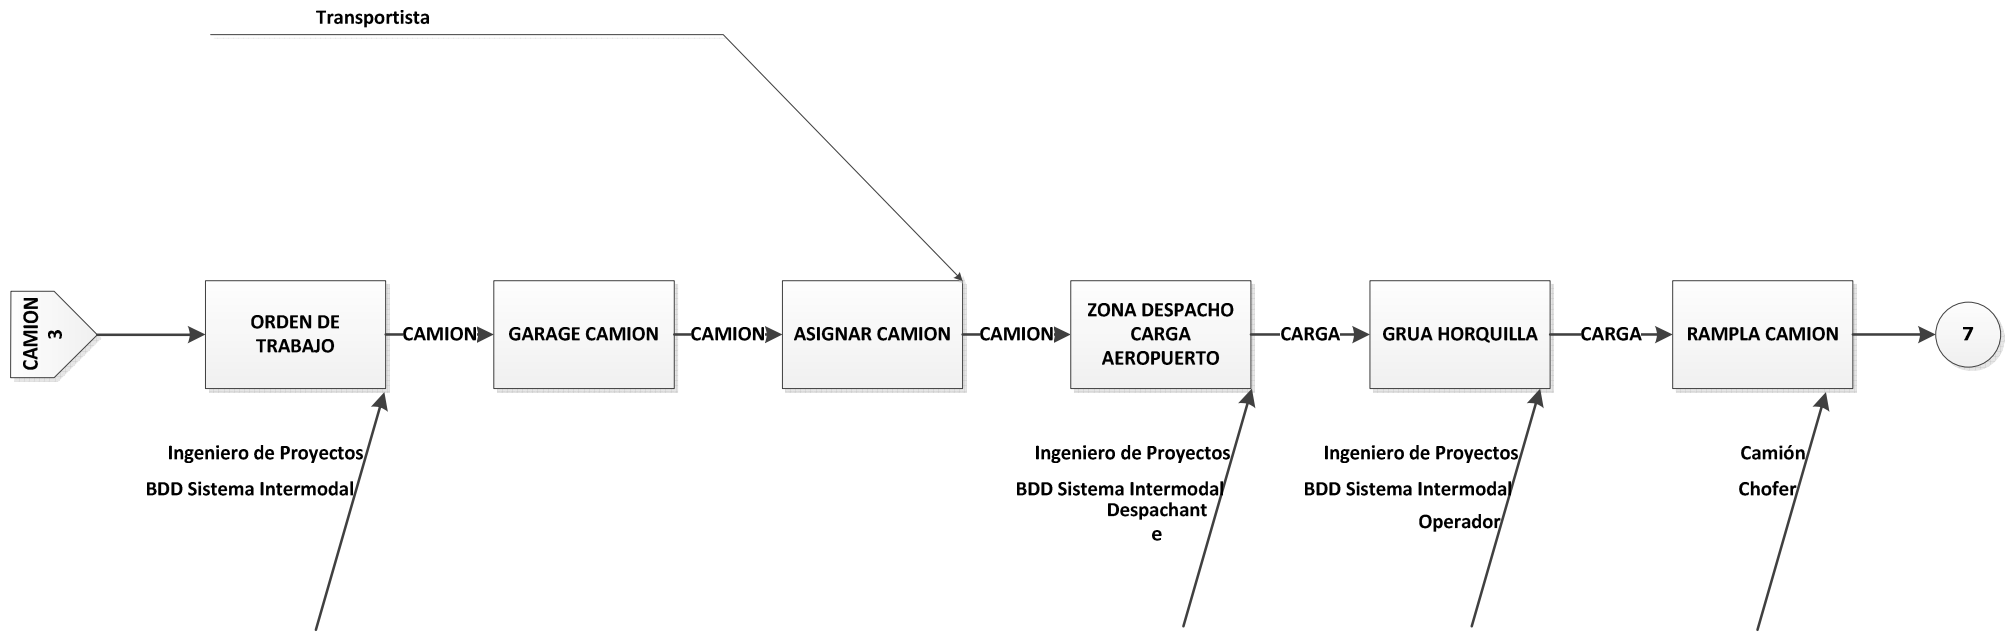 Transportista
CAMION
3
ORDEN DE
TRABAJO
CAMION
GARAGE CAMION
CAMION
ASIGNAR CAMION
CAMION
ZONA DESPACHO
CARGA
AEROPUERTO
CARGA
GRUA HORQUILLA
CARGA
RAMPLA CAMION
7
Ingeniero de Proyectos
BDD Sistema Intermodal
Ingeniero de Proyectos
BDD Sistema Intermodal
Despachant
e
Ingeniero de Proyectos
BDD Sistema Intermodal
Operador
Camión
Chofer